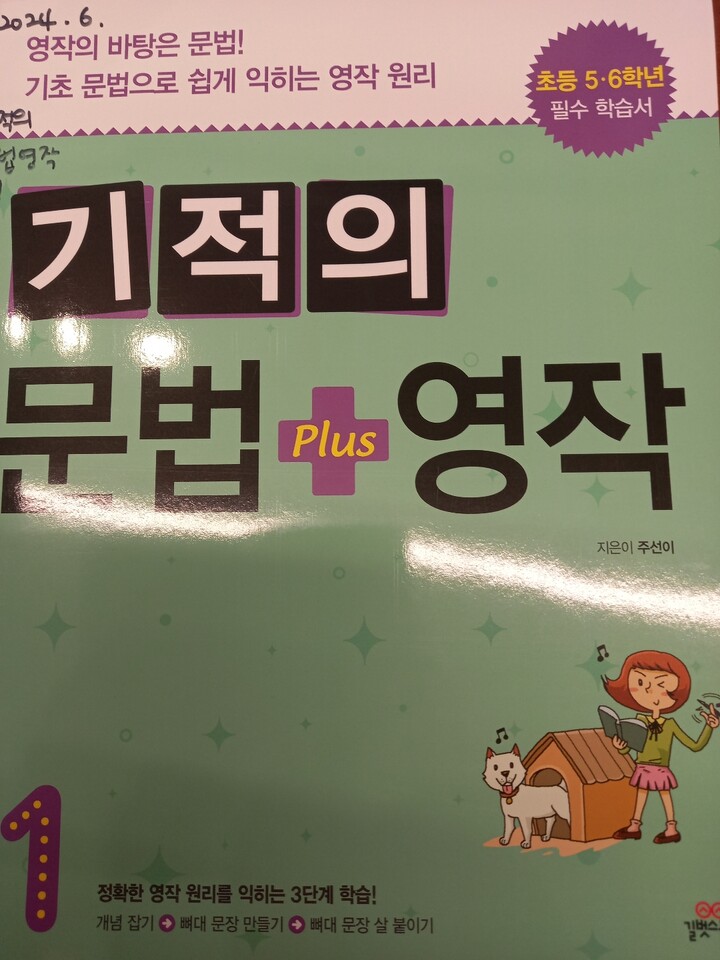 2024.6.
영작의 바탕은 문법!
기초 문법으로 쉽게 익히는 영작 원리
초등 5·6학년
필수 학습서
기적의
문법 Plus 영작
지은이 주선이
1
정확한 영작 원리를 익히는 3단계 학습!
개념 잡기 뼈대 문장 만들기 뼈대 문장 살 붙이기